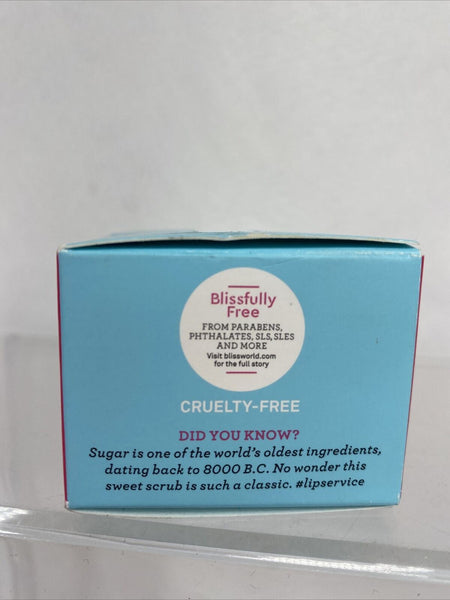 Blissfully
Free
FROM PARABENS,
PHTHALATES, SLS, SLES
AND MORE
Visit blissworld.com
for the full story
CRUELTY-FREE
DID YOU KNOW?
Sugar is one of the world's oldest ingredients,
dating back to 8000 B.C. No wonder this
sweet scrub is such a classic. #lipservice